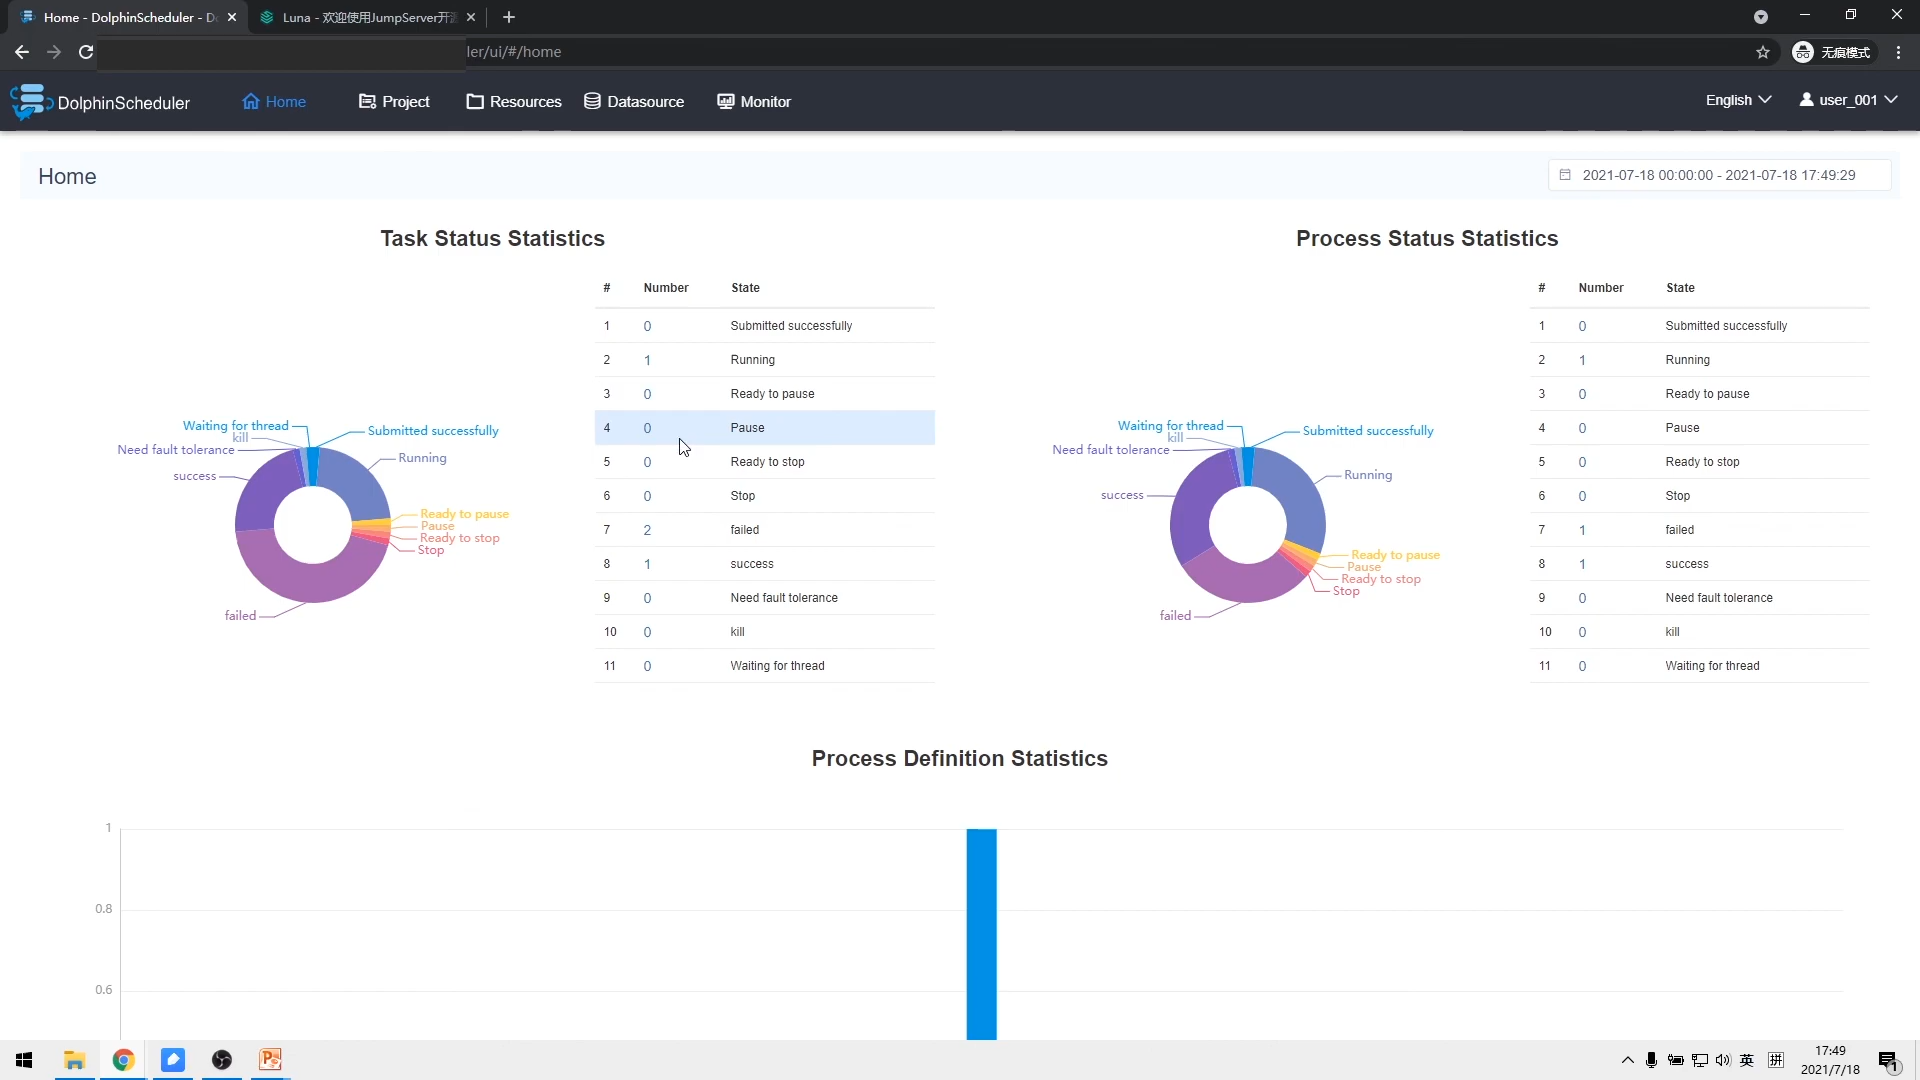 Home - DolphinScheduler - D
Luna - 欢迎使用JumpServer开源
ler/ui/#/home
无痕模式
DolphinScheduler
Home
Project
Resources
Datasource
Monitor
English
user_001
Home
2021-07-18 00:00:00 - 2021-07-18 17:49:29
Task Status Statistics
Waiting for thread
kill
Need fault tolerance
success
Submitted successfully
Running
Ready to pause
Pause
Ready to stop
Stop
failed
# Number State
1 0 Submitted successfully
2 1 Running
3 0 Ready to pause
4 0 Pause
5 0 Ready to stop
6 0 Stop
7 2 failed
8 1 success
9 0 Need fault tolerance
10 0 kill
11 0 Waiting for thread
Process Status Statistics
Waiting for thread
kill
Need fault tolerance
success
Submitted successfully
Running
Ready to pause
Pause
Ready to stop
Stop
failed
# Number State
1 0 Submitted successfully
2 1 Running
3 0 Ready to pause
4 0 Pause
5 0 Ready to stop
6 0 Stop
7 1 failed
8 1 success
9 0 Need fault tolerance
10 0 kill
11 0 Waiting for thread
Process Definition Statistics
1
0.8
0.6
英
拼
17:49
2021/7/18
1